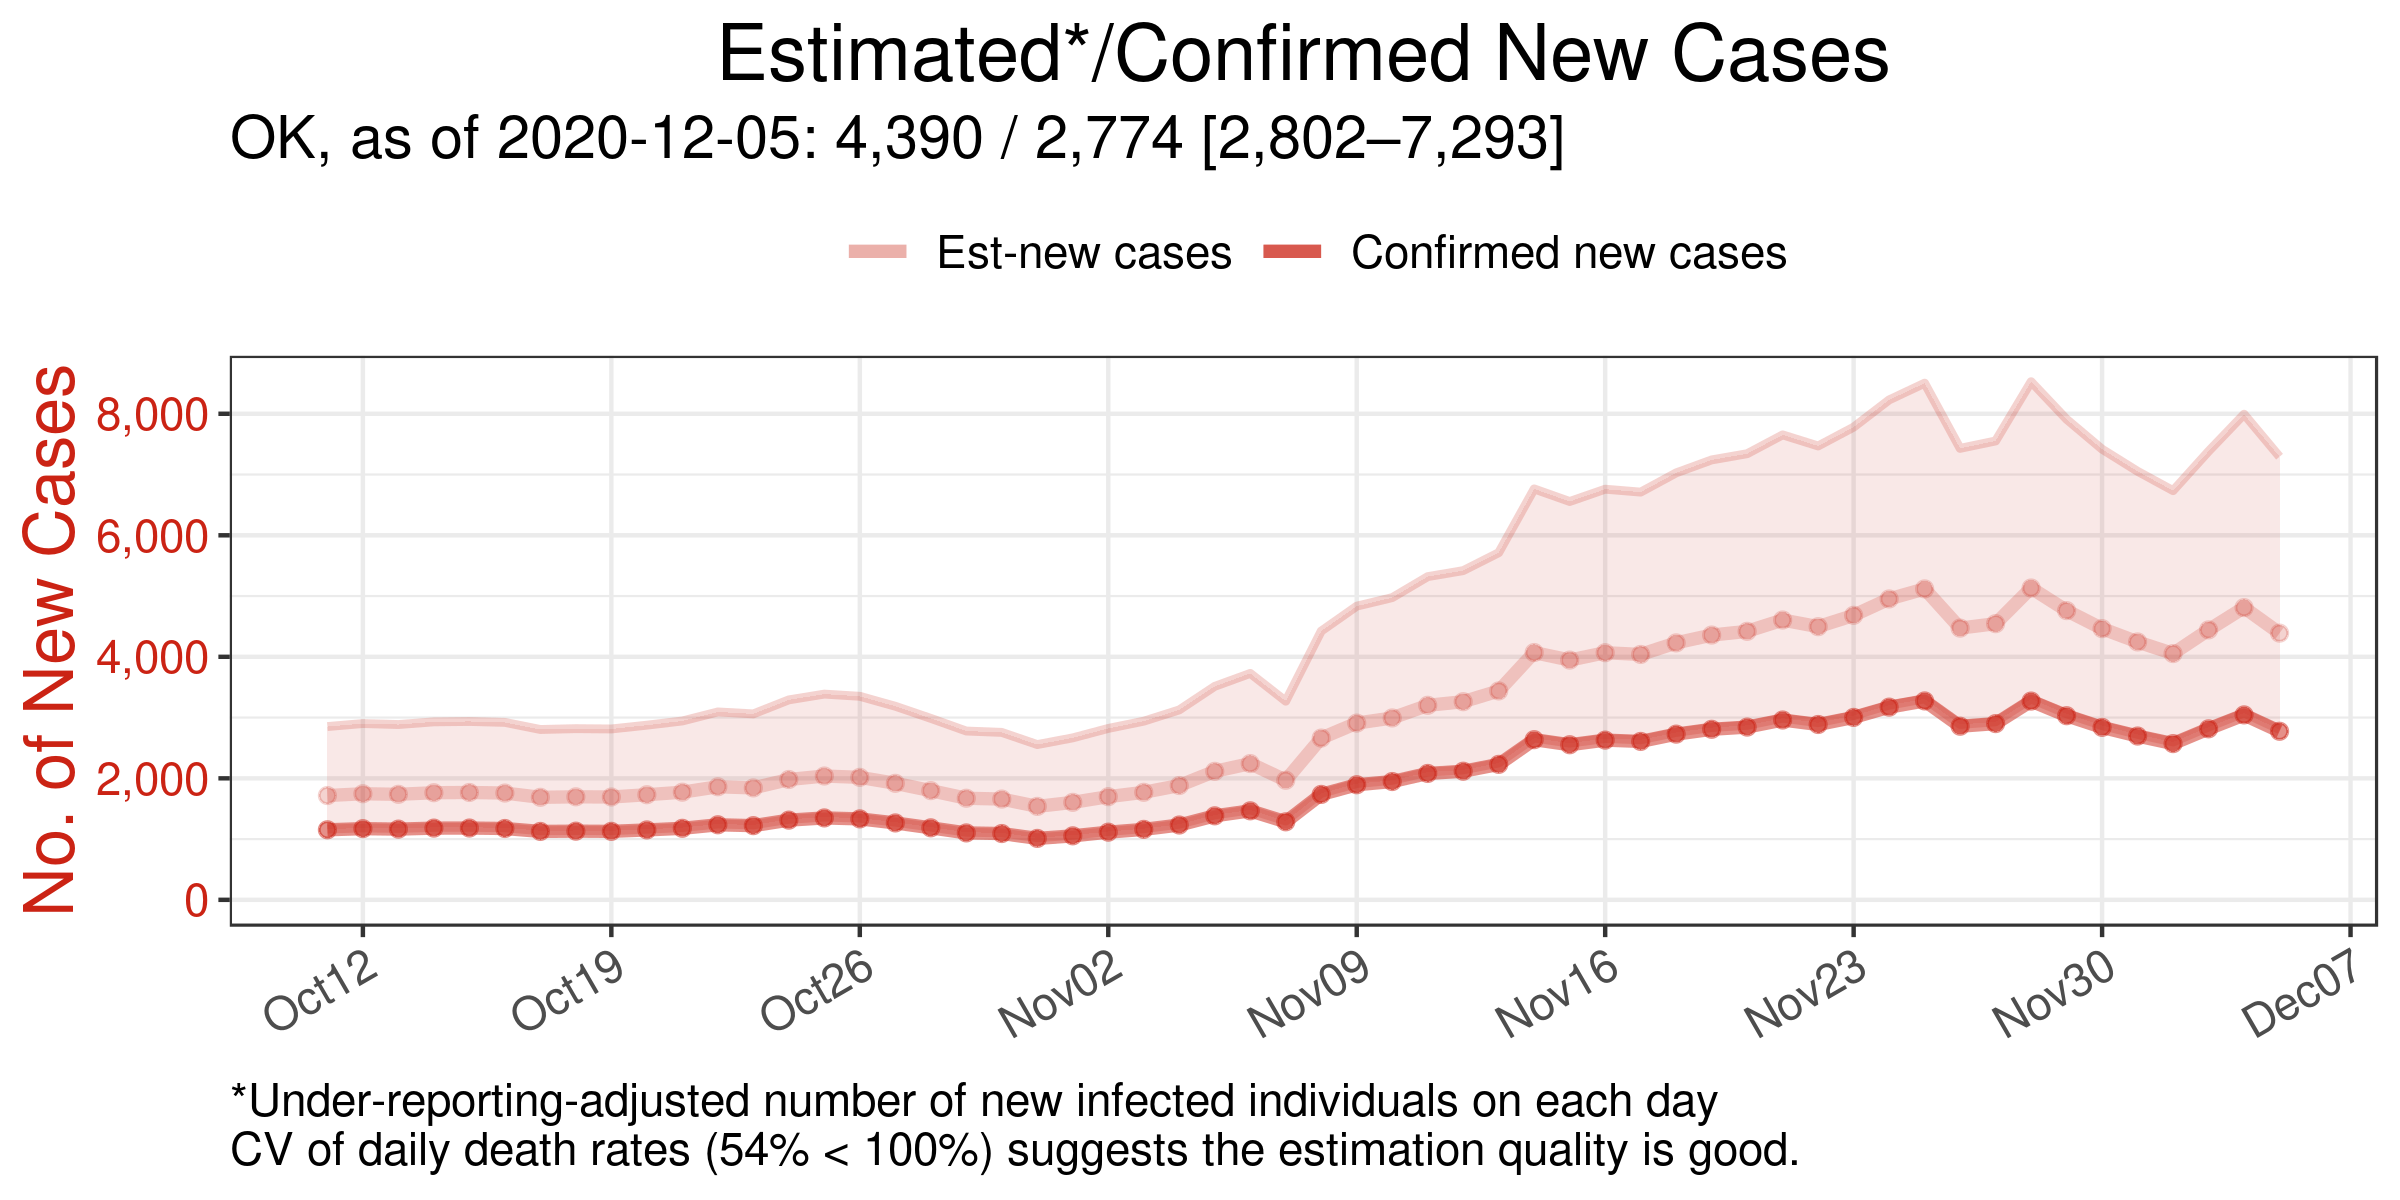 Estimated*/Confirmed New Cases
OK, as of 2020-12-05: 4,390 / 2,774 [2,802–7,293]
Est-new cases Confirmed new cases
No. of New Cases
8,000
6,000
4,000
2,000
0
Oct12 Oct19 Oct26 Nov02 Nov09 Nov16 Nov23 Nov30 Dec07
*Under-reporting-adjusted number of new infected individuals on each day
CV of daily death rates (54% < 100%) suggests the estimation quality is good.